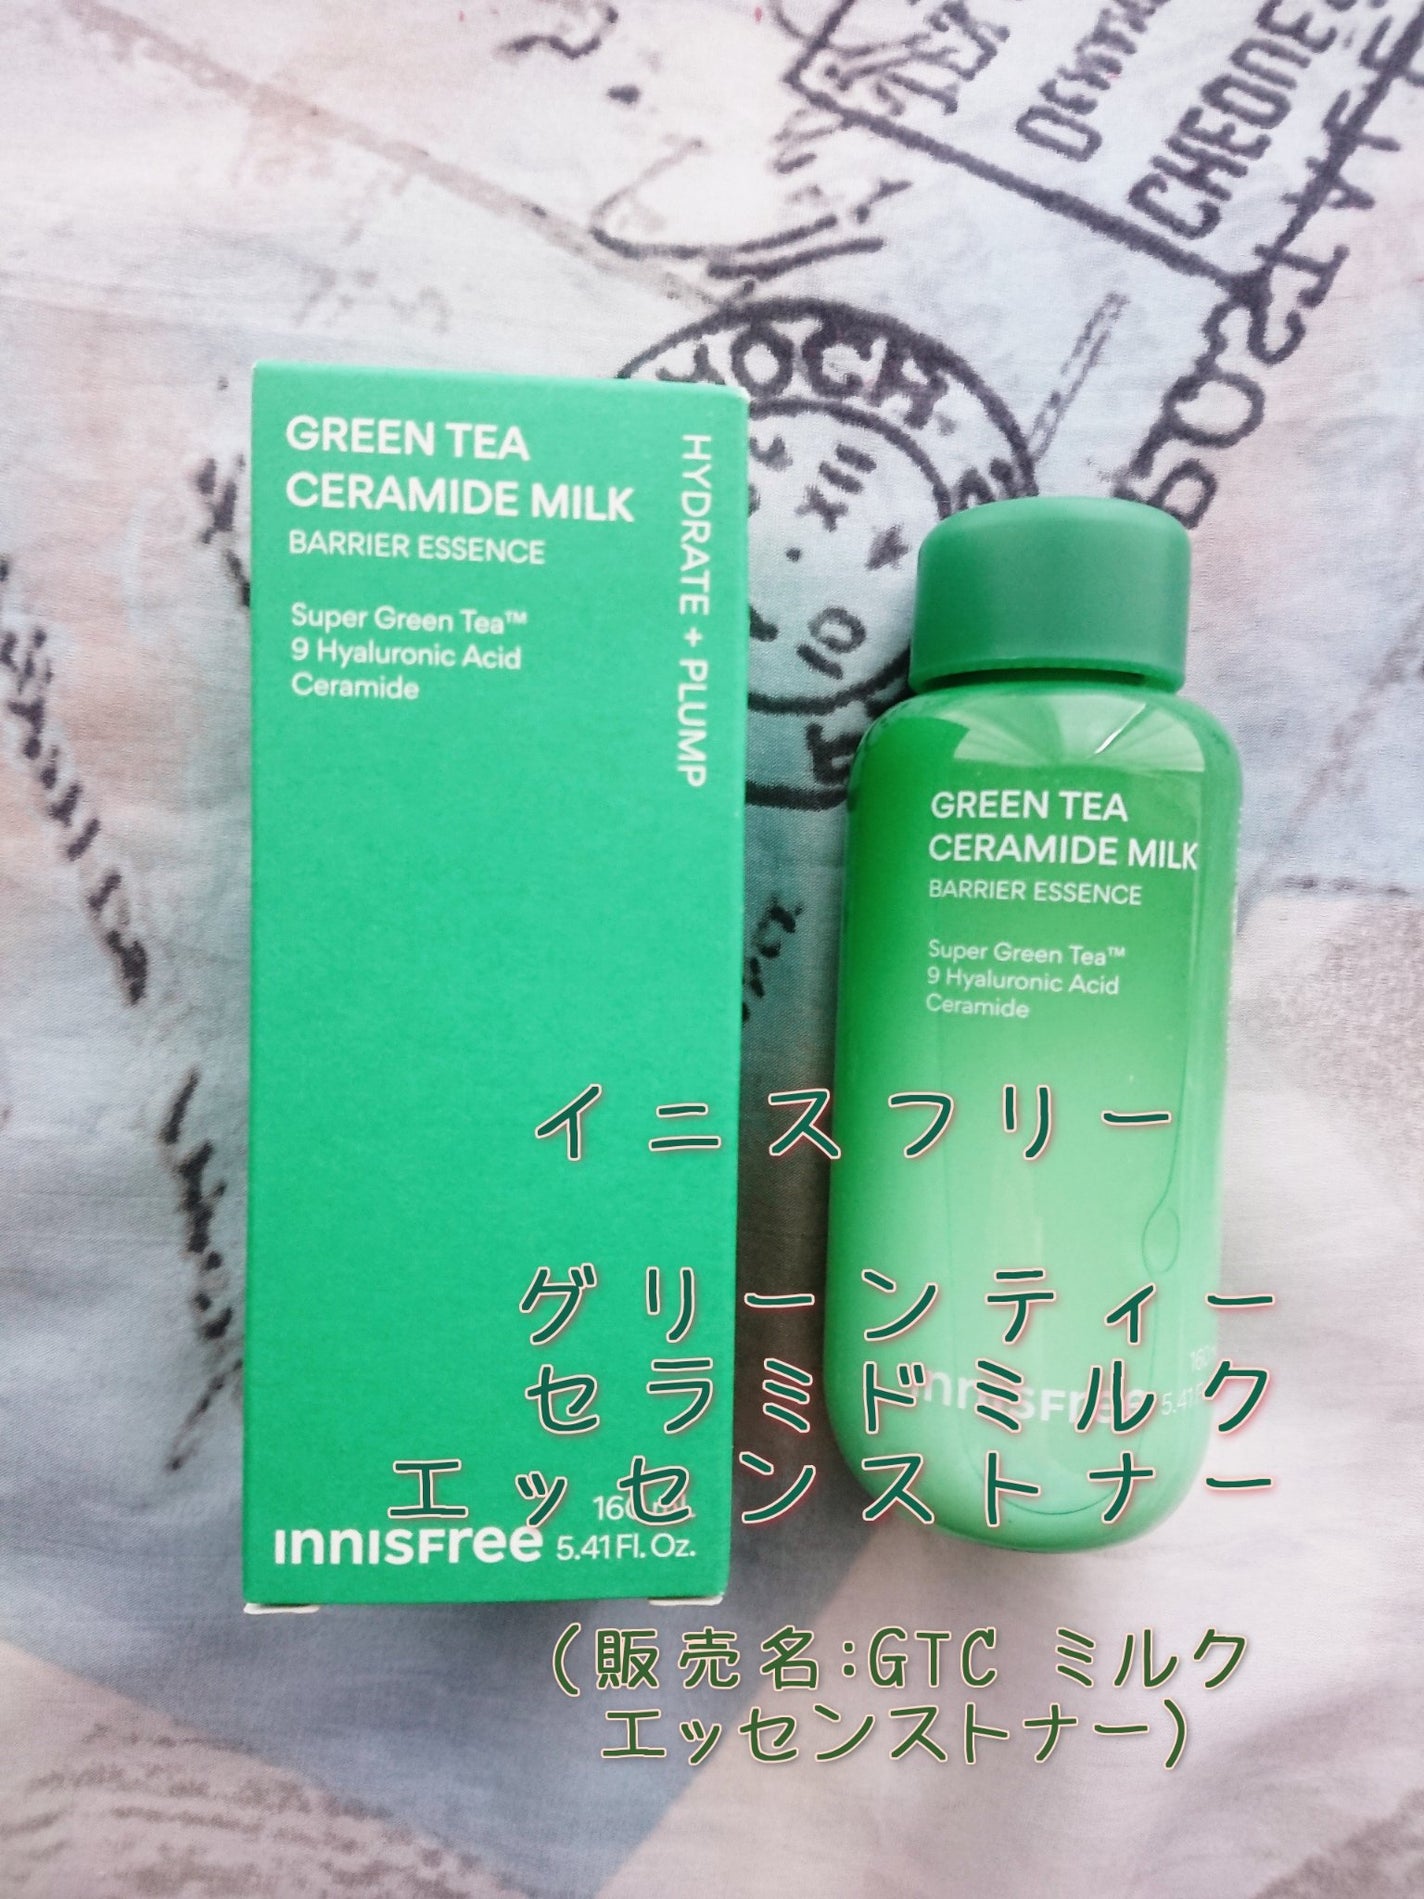 GREEN TEA
CERAMIDE MILK
BARRIER ESSENCE
Super Green Tea™
9 Hyaluronic Acid
Ceramide
HYDRATE + PLUMP
innisfree
5.41 Fl. Oz.
GREEN TEA
CERAMIDE MILK
BARRIER ESSENCE
Super Green Tea™
9 Hyaluronic Acid
Ceramide
innisfree
イニスフリー
グリーンティー
セラミドミルク
エッセンストナー
(販売名:GTC ミルク
エッセンストナー)